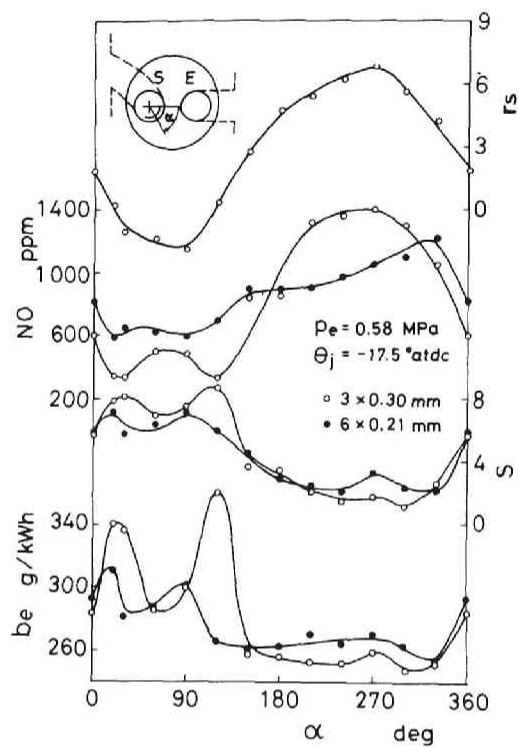 9
S E
α
6
rs
3
1400
0
ppm
1000
NO
600
pe = 0.58 MPa
θj = -17.5 °atdc
200
○ 3 × 0.30 mm
8
● 6 × 0.21 mm
4
S
340
0
be g/kWh
300
260
0 90 180 270 360
α deg